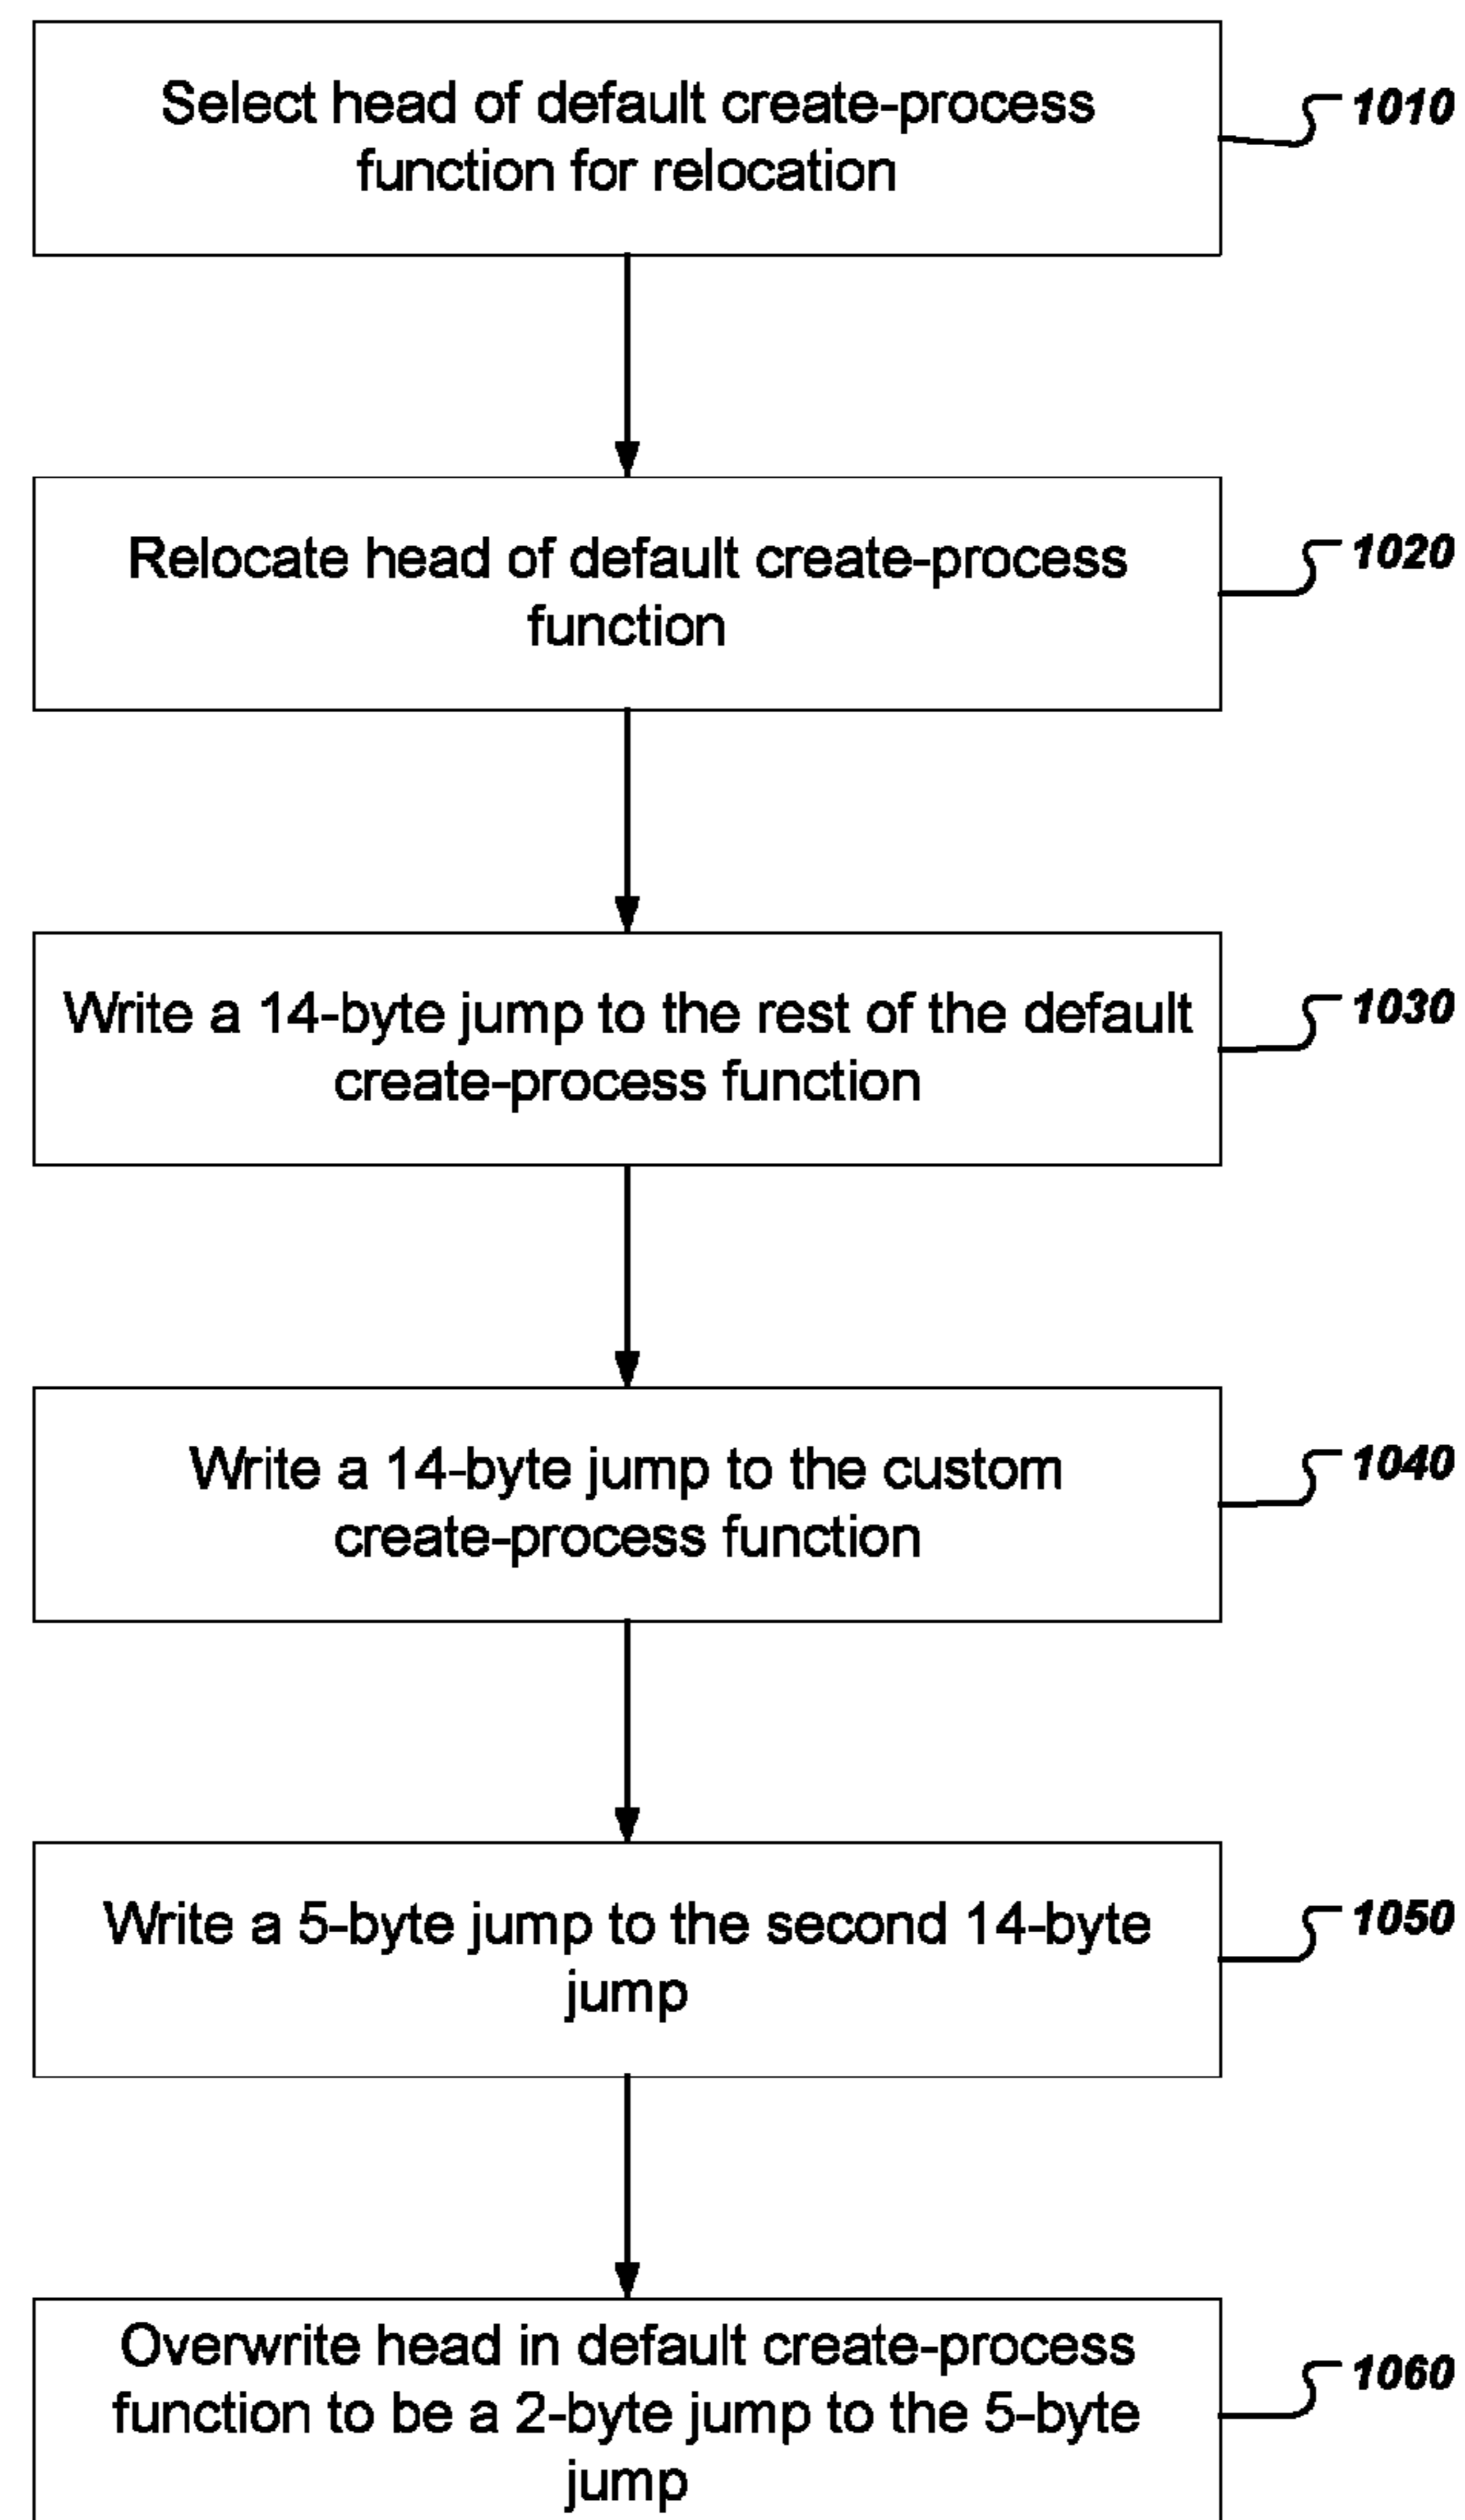 Select head of default create-process
function for relocation
1010
Relocate head of default create-process
function
1020
Write a 14-byte jump to the rest of the default
create-process function
1030
Write a 14-byte jump to the custom
create-process function
1040
Write a 5-byte jump to the second 14-byte
jump
1050
Overwrite head in default create-process
function to be a 2-byte jump to the 5-byte
jump
1060